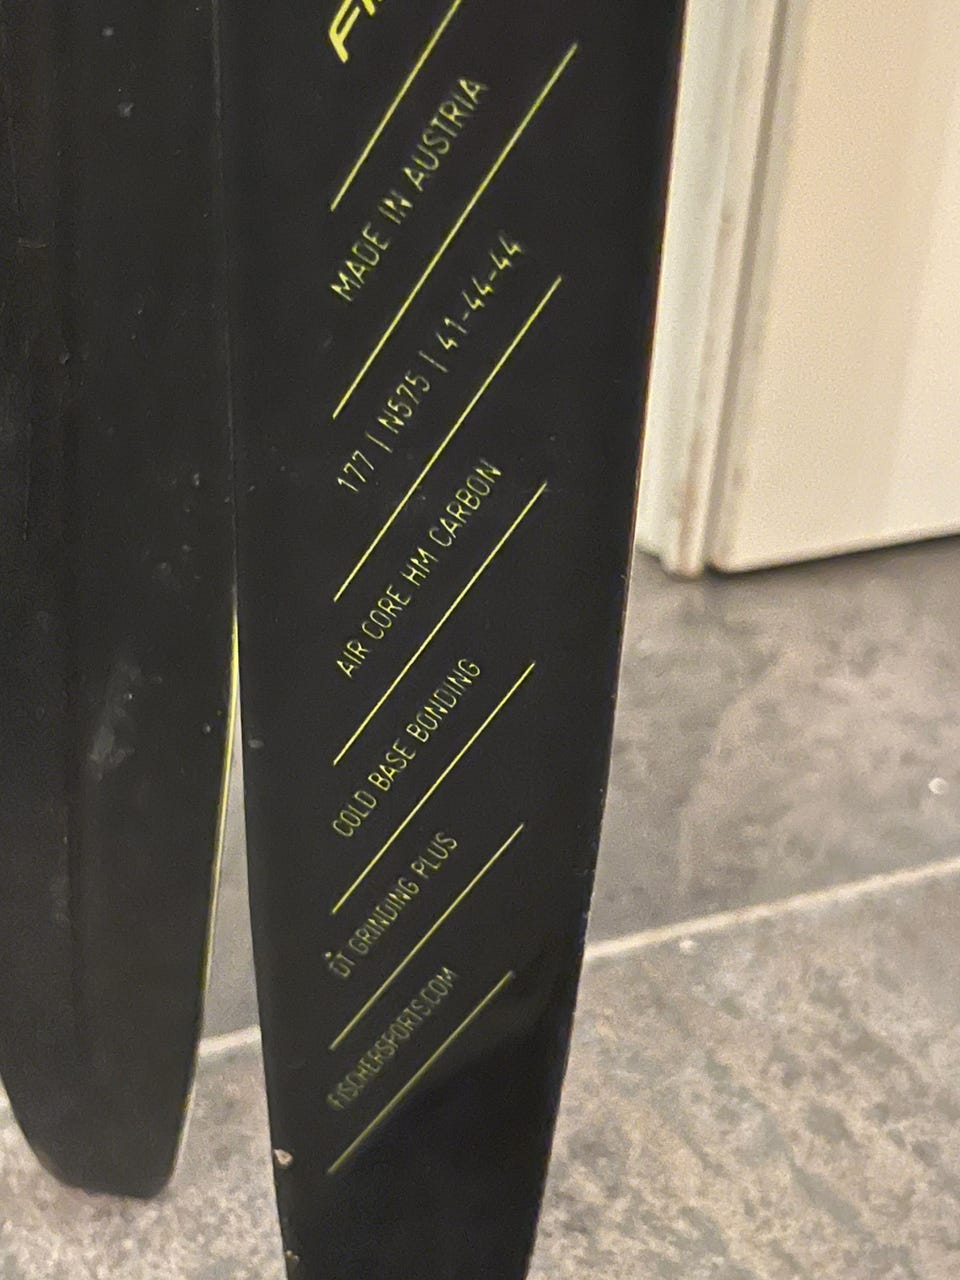 MADE IN AUSTRIA
177 | N575 | 41-44-44
AIR CORE HM CARBON
COLD BASE BONDING
DT GRINDING PLUS
FISCHERSPORTS.COM